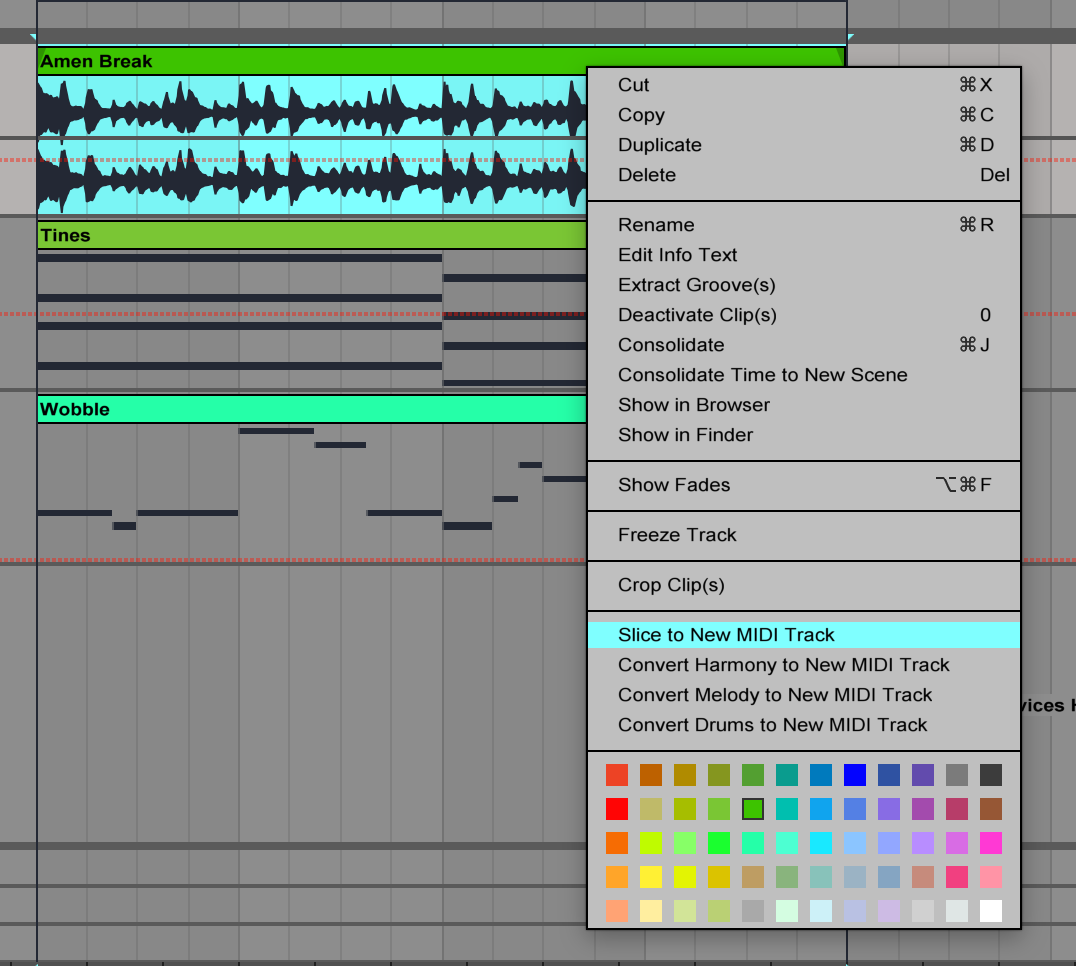 Amen Break
Cut ⌘X
Copy ⌘C
Duplicate ⌘D
Delete Del
Tines
Rename ⌘R
Edit Info Text
Extract Groove(s)
Deactivate Clip(s) 0
Consolidate ⌘J
Consolidate Time to New Scene
Wobble
Show in Browser
Show in Finder
Show Fades ⌥⌘F
Freeze Track
Crop Clip(s)
Slice to New MIDI Track
Convert Harmony to New MIDI Track
Convert Melody to New MIDI Track
Convert Drums to New MIDI Track